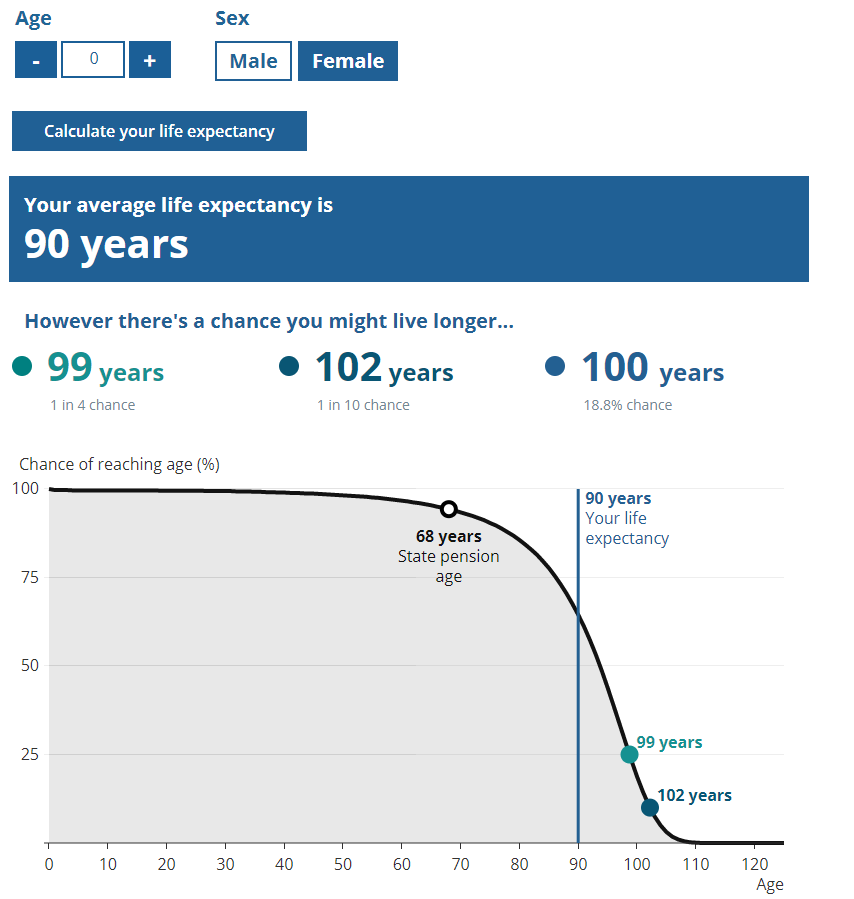 Age
Sex
- 0 +
Male Female
Calculate your life expectancy
Your average life expectancy is
90 years
However there's a chance you might live longer...
99 years
1 in 4 chance
102 years
1 in 10 chance
100 years
18.8% chance
Chance of reaching age (%)
100
75
50
25
68 years
State pension
age
90 years
Your life
expectancy
99 years
102 years
0 10 20 30 40 50 60 70 80 90 100 110 120
Age